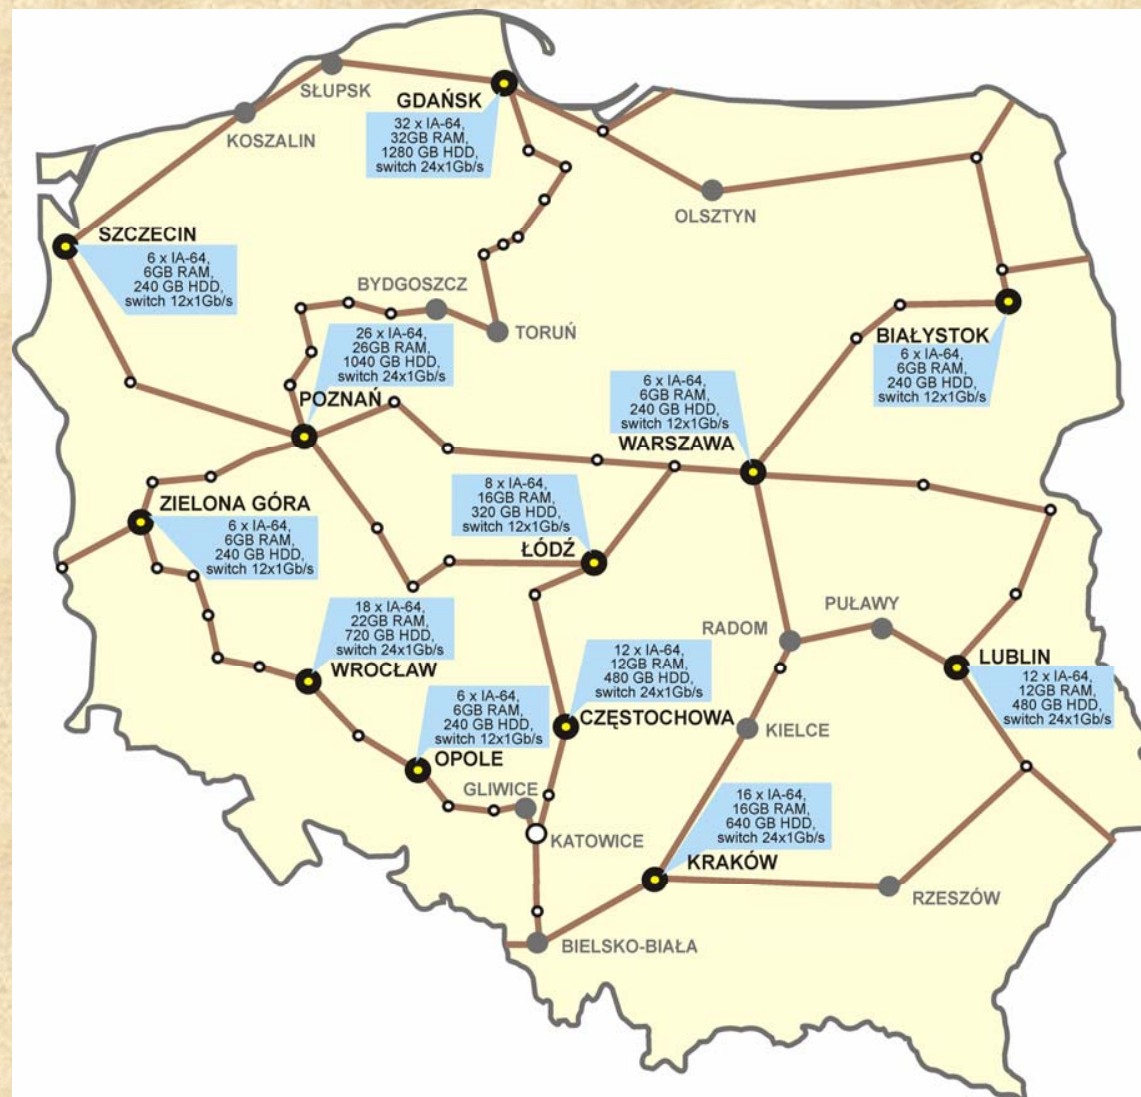 SŁUPSK
GDAŃSK
32 x IA-64,
32GB RAM,
1280 GB HDD,
switch 24x1Gb/s
KOSZALIN
OLSZTYN
SZCZECIN
6 x IA-64,
6GB RAM,
240 GB HDD,
switch 12x1Gb/s
BYDGOSZCZ
TORUŃ
26 x IA-64,
26GB RAM,
1040 GB HDD,
switch 24x1Gb/s
POZNAŃ
BIAŁYSTOK
6 x IA-64,
6GB RAM,
240 GB HDD,
switch 12x1Gb/s
6 x IA-64,
6GB RAM,
240 GB HDD,
switch 12x1Gb/s
WARSZAWA
ZIELONA GÓRA
6 x IA-64,
6GB RAM,
240 GB HDD,
switch 12x1Gb/s
8 x IA-64,
16GB RAM,
320 GB HDD,
switch 12x1Gb/s
ŁÓDŹ
18 x IA-64,
22GB RAM,
720 GB HDD,
switch 24x1Gb/s
WROCŁAW
PUŁAWY
RADOM
LUBLIN
12 x IA-64,
12GB RAM,
480 GB HDD,
switch 24x1Gb/s
12 x IA-64,
12GB RAM,
480 GB HDD,
switch 24x1Gb/s
CZĘSTOCHOWA
KIELCE
6 x IA-64,
6GB RAM,
240 GB HDD,
switch 12x1Gb/s
OPOLE
GLIWICE
KATOWICE
16 x IA-64,
16GB RAM,
640 GB HDD,
switch 24x1Gb/s
KRAKÓW
RZESZÓW
BIELSKO-BIAŁA